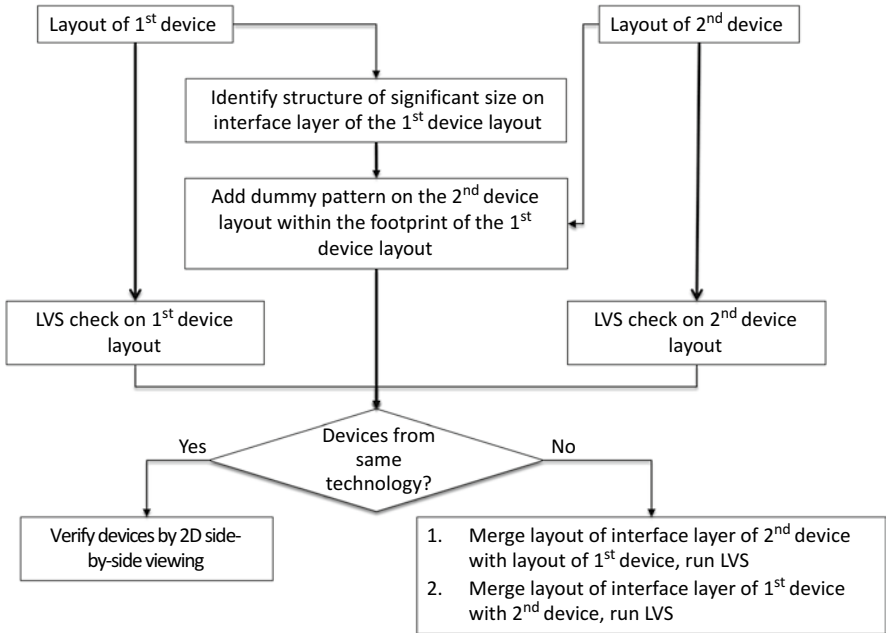 Layout of 1st device
Layout of 2nd device
Identify structure of significant size on
interface layer of the 1st device layout
Add dummy pattern on the 2nd device
layout within the footprint of the 1st
device layout
LVS check on 1st device
layout
LVS check on 2nd device
layout
Yes
Devices from
same
technology?
No
Verify devices by 2D side-
by-side viewing
1. Merge layout of interface layer of 2nd device
with layout of 1st device, run LVS
2. Merge layout of interface layer of 1st device
with 2nd device, run LVS